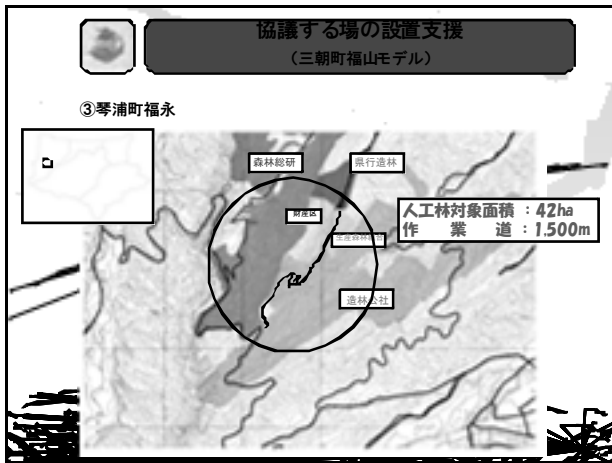 協議する場の設置支援
（三朝町福山モデル）
③琴浦町福永
森林総研
県行造林
財産区
人工林対象面積 ：42ha
作業道：1,500m
生産森林組合
造林公社